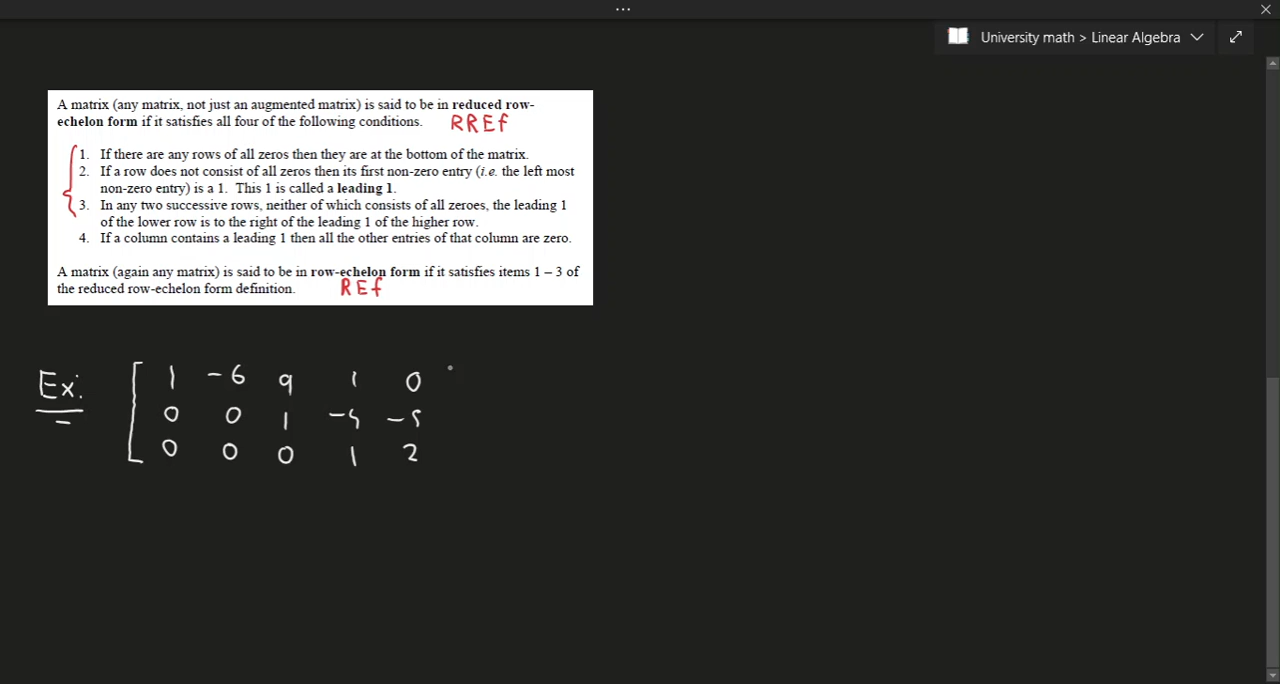 ...
University math > Linear Algebra
A matrix (any matrix, not just an augmented matrix) is said to be in reduced row-
echelon form if it satisfies all four of the following conditions. RREf
1. If there are any rows of all zeros then they are at the bottom of the matrix.
2. If a row does not consist of all zeros then its first non-zero entry (i.e. the left most
non-zero entry) is a 1. This 1 is called a leading 1.
3. In any two successive rows, neither of which consists of all zeroes, the leading 1
of the lower row is to the right of the leading 1 of the higher row.
4. If a column contains a leading 1 then all the other entries of that column are zero.
A matrix (again any matrix) is said to be in row-echelon form if it satisfies items 1 – 3 of
the reduced row-echelon form definition. REf
Ex: [ 1 -6 9 1 0
0 0 1 -5 -5
0 0 0 1 2